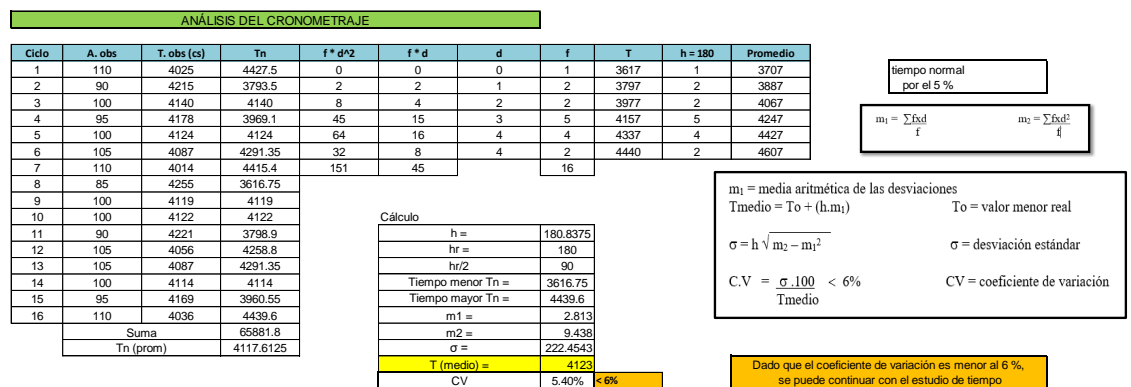 ANÁLISIS DEL CRONOMETRAJE
Ciclo A. obs T. obs (cs) Tn f * d^2 f * d d f T h = 180 Promedio
1 110 4025 4427.5 0 0 0 1 3617 1 3707
2 90 4215 3793.5 2 2 1 2 3797 2 3887
3 100 4140 4140 8 4 2 2 3977 2 4067
4 95 4178 3969.1 45 15 3 5 4157 5 4247
5 100 4124 4124 64 16 4 4 4337 4 4427
6 105 4087 4291.35 32 8 4 2 4440 2 4607
7 110 4014 4415.4 151 45 16
8 85 4255 3616.75
9 100 4119 4119
10 100 4122 4122
11 90 4221 3798.9
12 105 4056 4258.8
13 105 4087 4291.35
14 100 4114 4114
15 95 4169 3960.55
16 110 4036 4439.6
Suma 65881.8
Tn (prom) 4117.6125
Cálculo
h = 180.8375
hr = 180
hr/2 90
Tiempo menor Tn = 3616.75
Tiempo mayor Tn = 4439.6
m1 = 2.813
m2 = 9.438
σ = 222.4543
T (medio) = 4123
CV 5.40% < 6%
tiempo normal
por el 5 %
m₁ = ∑fxd m₂ = ∑fxd²
f f
m₁ = media aritmética de las desviaciones
Tmedio = To + (h.m₁) To = valor menor real
σ = h √ m₂ – m₁² σ = desviación estándar
C.V = σ .100 < 6% CV = coeficiente de variación
Tmedio
Dado que el coeficiente de variación es menor al 6 %,
se puede continuar con el estudio de tiempo